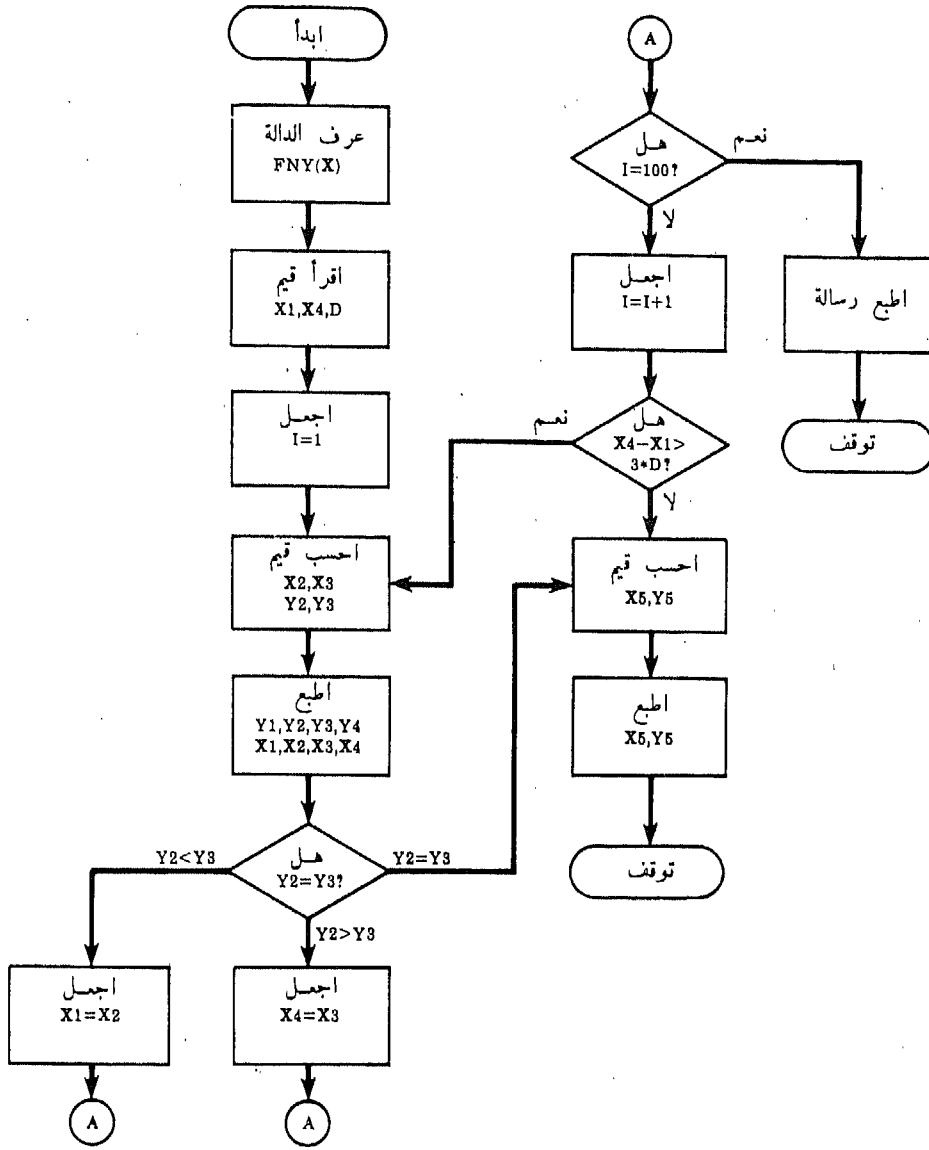 ابدأ
عرف الدالة
FNY(X)
اقرأ قيم
X1,X4,D
اجعل
I=1
احسب قيم
X2,X3
Y2,Y3
اطبع
Y1,Y2,Y3,Y4
X1,X2,X3,X4
هل
Y2=Y3?
Y2<Y3
Y2=Y3
Y2>Y3
اجعل
X1=X2
A
اجعل
X4=X3
A
A
هل
I=100?
نعم
لا
اجعل
I=I+1
اطبع رسالة
توقف
هل
X4-X1>
3*D?
نعم
لا
احسب قيم
X5,Y5
اطبع
X5,Y5
توقف